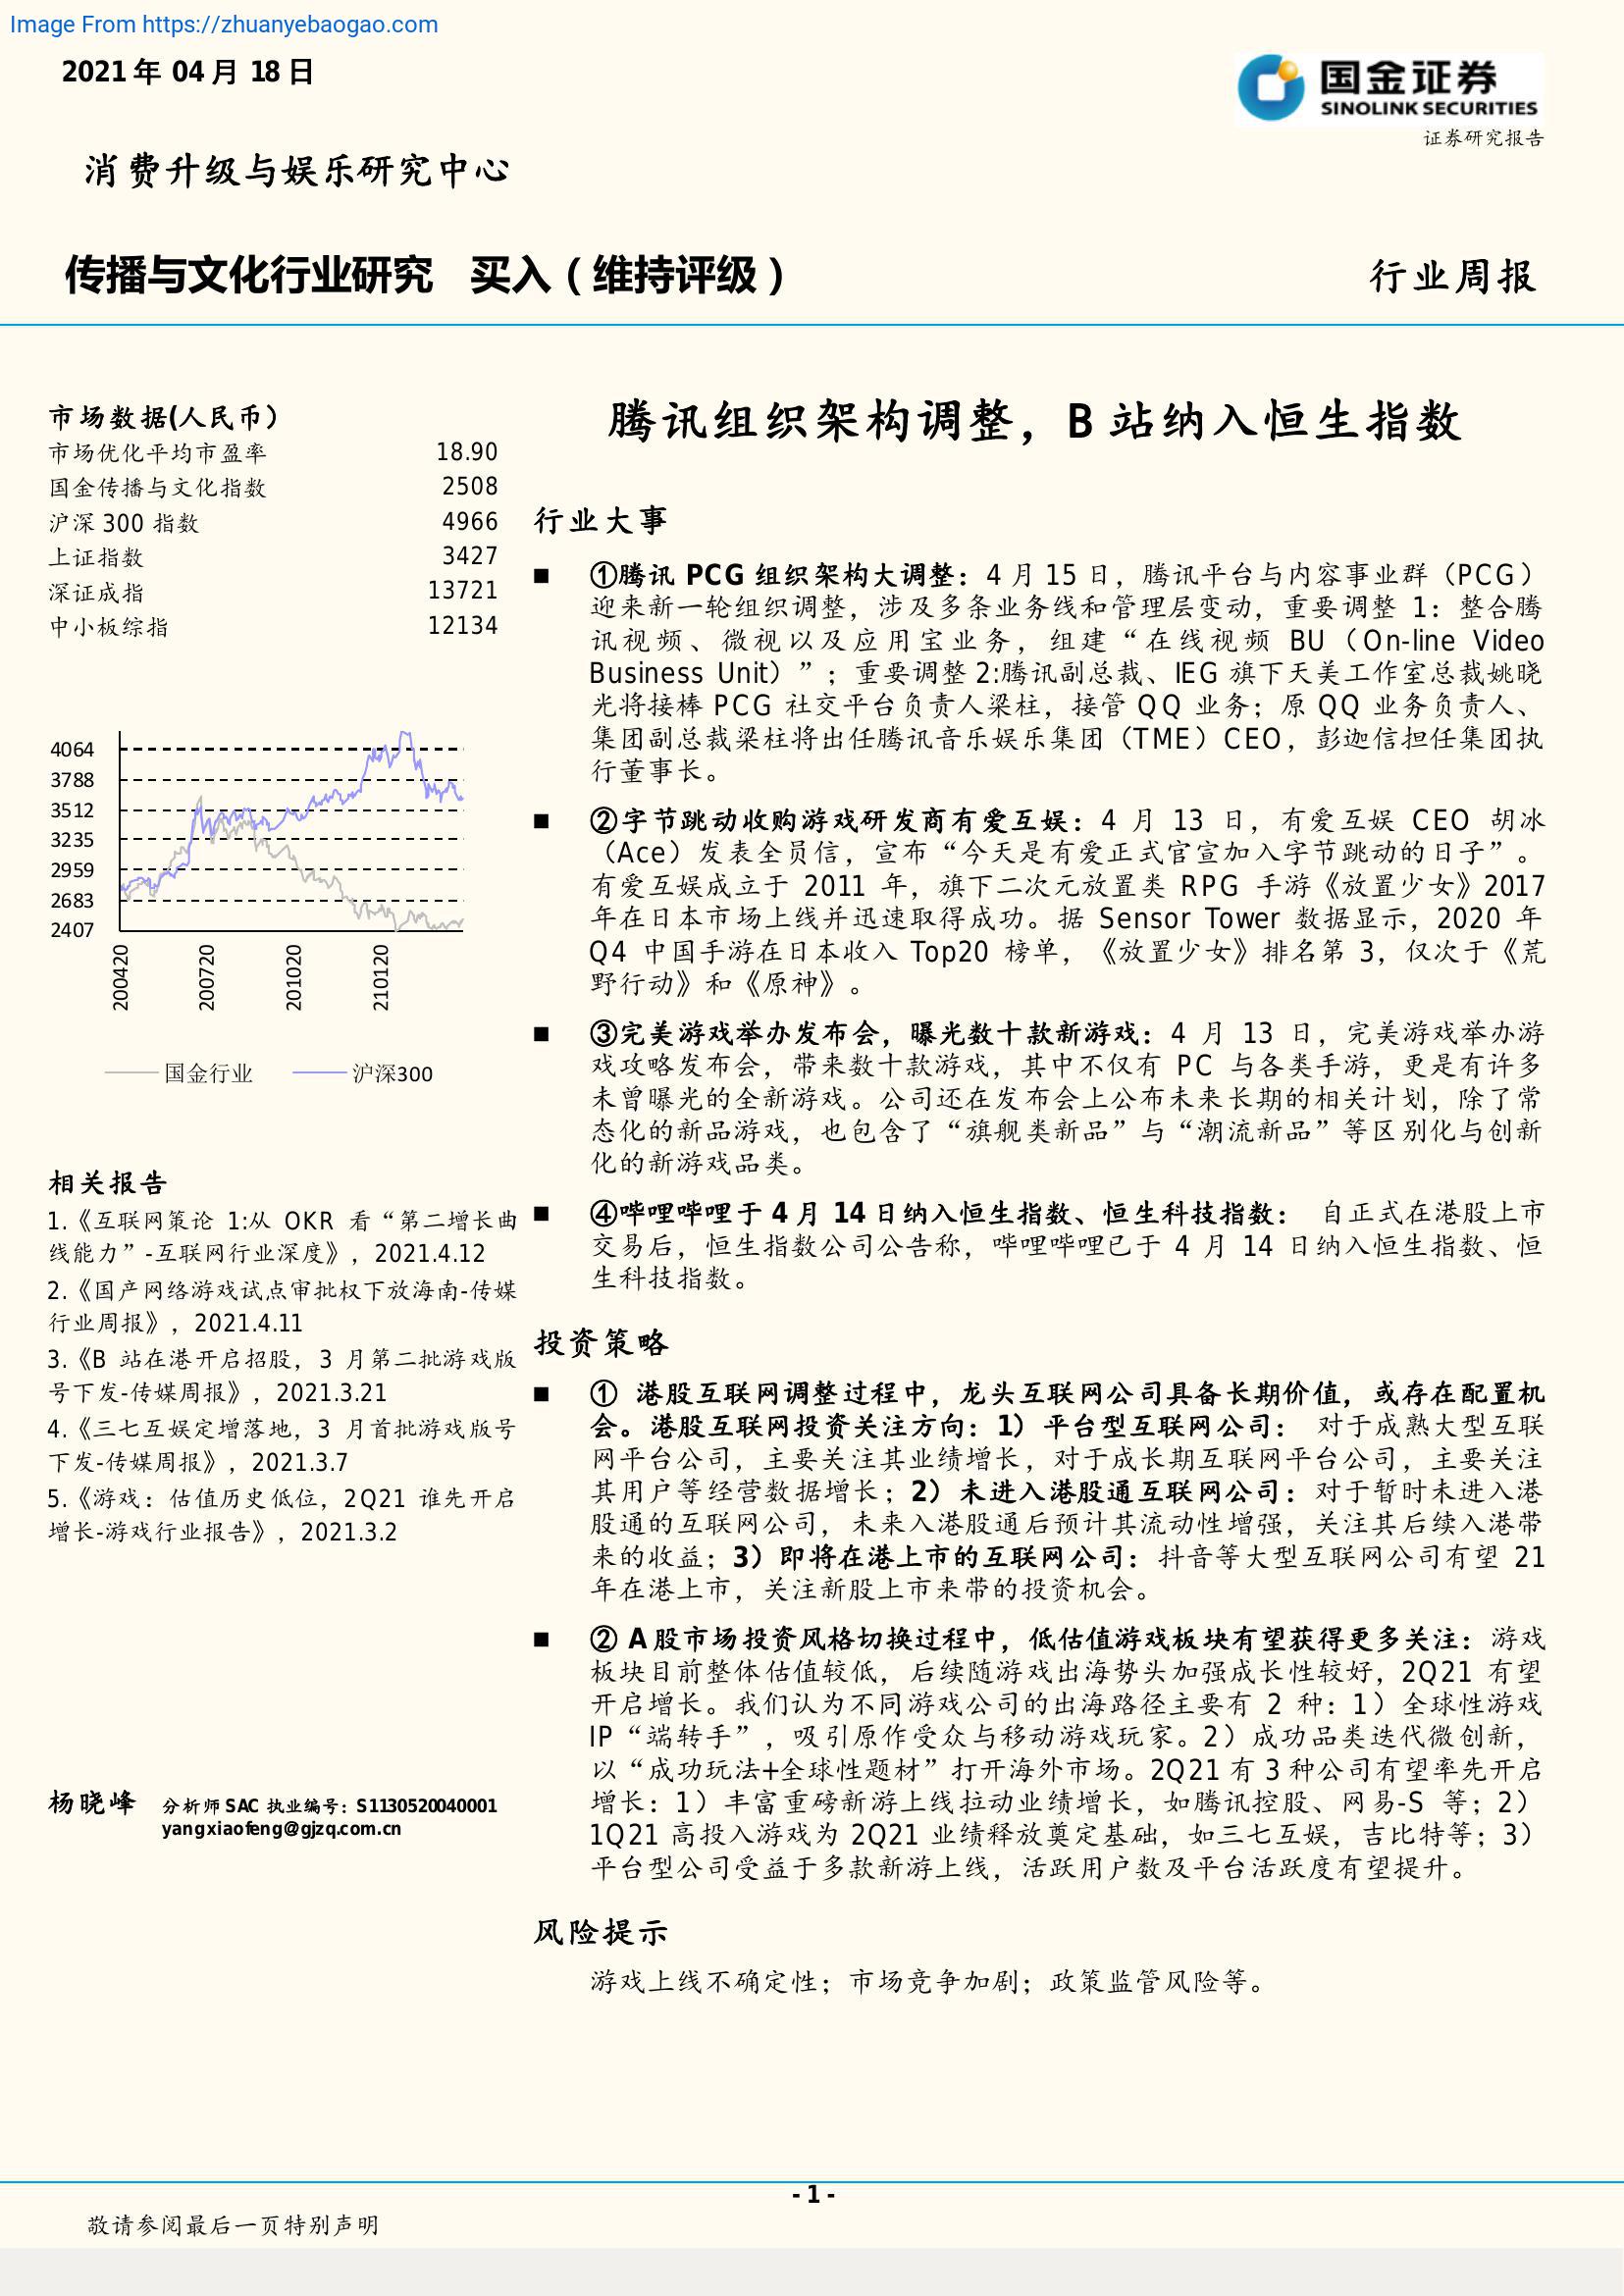 Image From https://zhuanyebaogao.com
2021 年 04 月 18 日
国金证券
SINOLINK SECURITIES
证券研究报告
消费升级与娱乐研究中心
传播与文化行业研究 买入（维持评级）
行业周报
市场数据(人民币）
市场优化平均市盈率 18.90
国金传播与文化指数 2508
沪深 300 指数 4966
上证指数 3427
深证成指 13721
中小板综指 12134
4064
3788
3512
3235
2959
2683
2407
200420
200720
201020
210120
国金行业 沪深300
相关报告
1.《互联网策论 1:从 OKR 看“第二增长曲
线能力”-互联网行业深度》，2021.4.12
2.《国产网络游戏试点审批权下放海南-传媒
行业周报》，2021.4.11
3.《B 站在港开启招股，3 月第二批游戏版
号下发-传媒周报》，2021.3.21
4.《三七互娱定增落地，3 月首批游戏版号
下发-传媒周报》，2021.3.7
5.《游戏：估值历史低位，2Q21 谁先开启
增长-游戏行业报告》，2021.3.2
杨晓峰 分析师 SAC 执业编号：S1130520040001
yangxiaofeng@gjzq.com.cn
腾讯组织架构调整，B 站纳入恒生指数
行业大事
■ ①腾讯 PCG 组织架构大调整：4 月 15 日，腾讯平台与内容事业群（PCG）
迎来新一轮组织调整，涉及多条业务线和管理层变动，重要调整 1：整合腾
讯视频、微视以及应用宝业务，组建“在线视频 BU（On-line Video
Business Unit）”；重要调整 2:腾讯副总裁、IEG 旗下天美工作室总裁姚晓
光将接棒 PCG 社交平台负责人梁柱，接管 QQ 业务；原 QQ 业务负责人、
集团副总裁梁柱将出任腾讯音乐娱乐集团（TME）CEO，彭迦信担任集团执
行董事长。
■ ②字节跳动收购游戏研发商有爱互娱：4 月 13 日，有爱互娱 CEO 胡冰
（Ace）发表全员信，宣布“今天是有爱正式官宣加入字节跳动的日子”。
有爱互娱成立于 2011 年，旗下二次元放置类 RPG 手游《放置少女》2017
年在日本市场上线并迅速取得成功。据 Sensor Tower 数据显示，2020 年
Q4 中国手游在日本收入 Top20 榜单，《放置少女》排名第 3，仅次于《荒
野行动》和《原神》。
■ ③完美游戏举办发布会，曝光数十款新游戏：4 月 13 日，完美游戏举办游
戏攻略发布会，带来数十款游戏，其中不仅有 PC 与各类手游，更是有许多
未曾曝光的全新游戏。公司还在发布会上公布未来长期的相关计划，除了常
态化的新品游戏，也包含了“旗舰类新品”与“潮流新品”等区别化与创新
化的新游戏品类。
■ ④哔哩哔哩于 4 月 14 日纳入恒生指数、恒生科技指数： 自正式在港股上市
交易后，恒生指数公司公告称，哔哩哔哩已于 4 月 14 日纳入恒生指数、恒
生科技指数。
投资策略
■ ① 港股互联网调整过程中，龙头互联网公司具备长期价值，或存在配置机
会。港股互联网投资关注方向：1）平台型互联网公司： 对于成熟大型互联
网平台公司，主要关注其业绩增长，对于成长期互联网平台公司，主要关注
其用户等经营数据增长；2）未进入港股通互联网公司：对于暂时未进入港
股通的互联网公司，未来入港股通后预计其流动性增强，关注其后续入港带
来的收益；3）即将在港上市的互联网公司：抖音等大型互联网公司有望 21
年在港上市，关注新股上市来带的投资机会。
■ ② A 股市场投资风格切换过程中，低估值游戏板块有望获得更多关注：游戏
板块目前整体估值较低，后续随游戏出海势头加强成长性较好，2Q21 有望
开启增长。我们认为不同游戏公司的出海路径主要有 2 种：1）全球性游戏
IP“端转手”，吸引原作受众与移动游戏玩家。2）成功品类迭代微创新，
以“成功玩法+全球性题材”打开海外市场。2Q21 有 3 种公司有望率先开启
增长：1）丰富重磅新游上线拉动业绩增长，如腾讯控股、网易-S 等；2）
1Q21 高投入游戏为 2Q21 业绩释放奠定基础，如三七互娱，吉比特等；3）
平台型公司受益于多款新游上线，活跃用户数及平台活跃度有望提升。
风险提示
游戏上线不确定性；市场竞争加剧；政策监管风险等。
- 1 -
敬请参阅最后一页特别声明